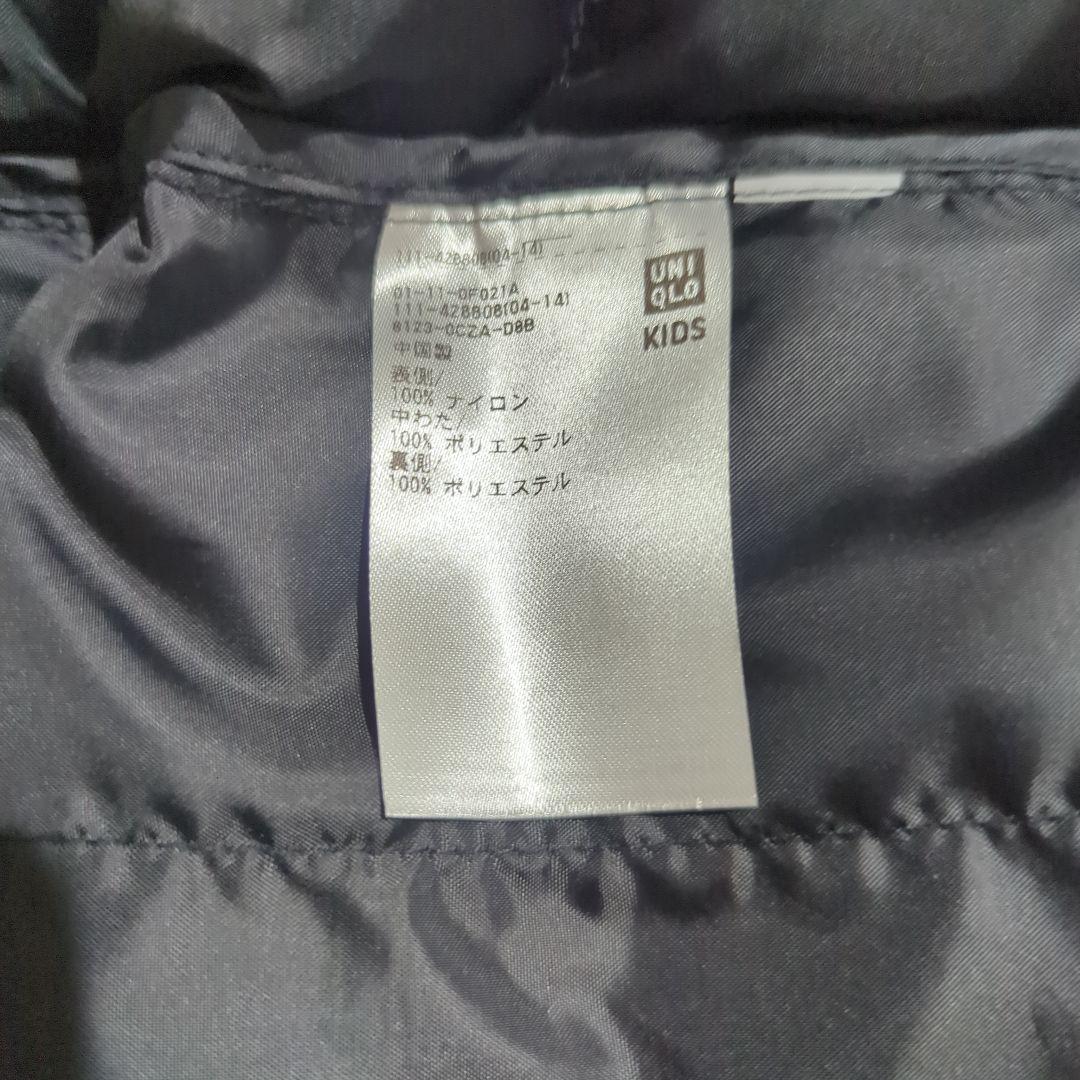 111-428808(04-14)
01-11-0F021A
111-428808(04-14)
8123-0CZA-D8B
中国製
表側/
100% ナイロン
中わた/
100% ポリエステル
裏側/
100% ポリエステル
UNI
QLO
KIDS